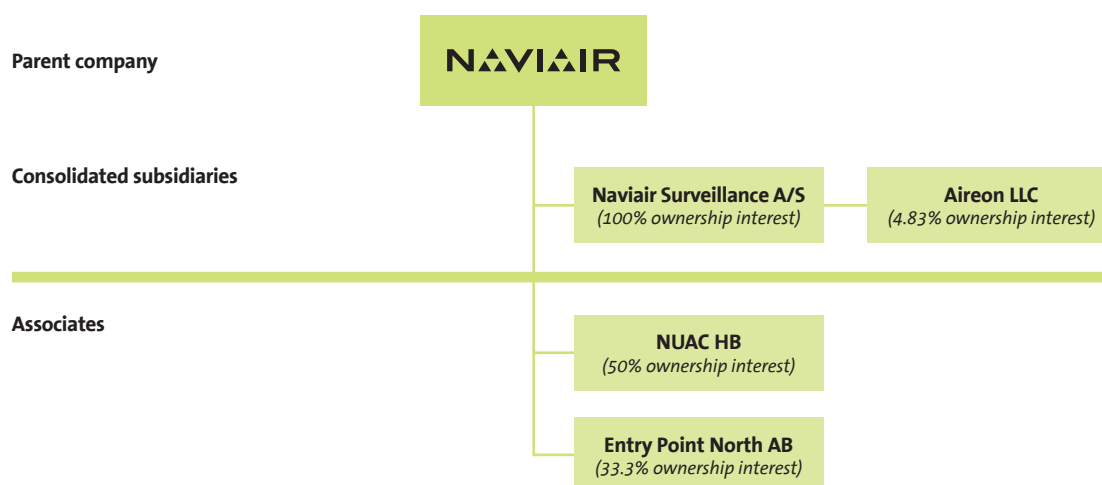 Parent company
NAVIAIR
Consolidated subsidiaries
Naviair Surveillance A/S
(100% ownership interest)
Aireon LLC
(4.83% ownership interest)
Associates
NUAC HB
(50% ownership interest)
Entry Point North AB
(33.3% ownership interest)